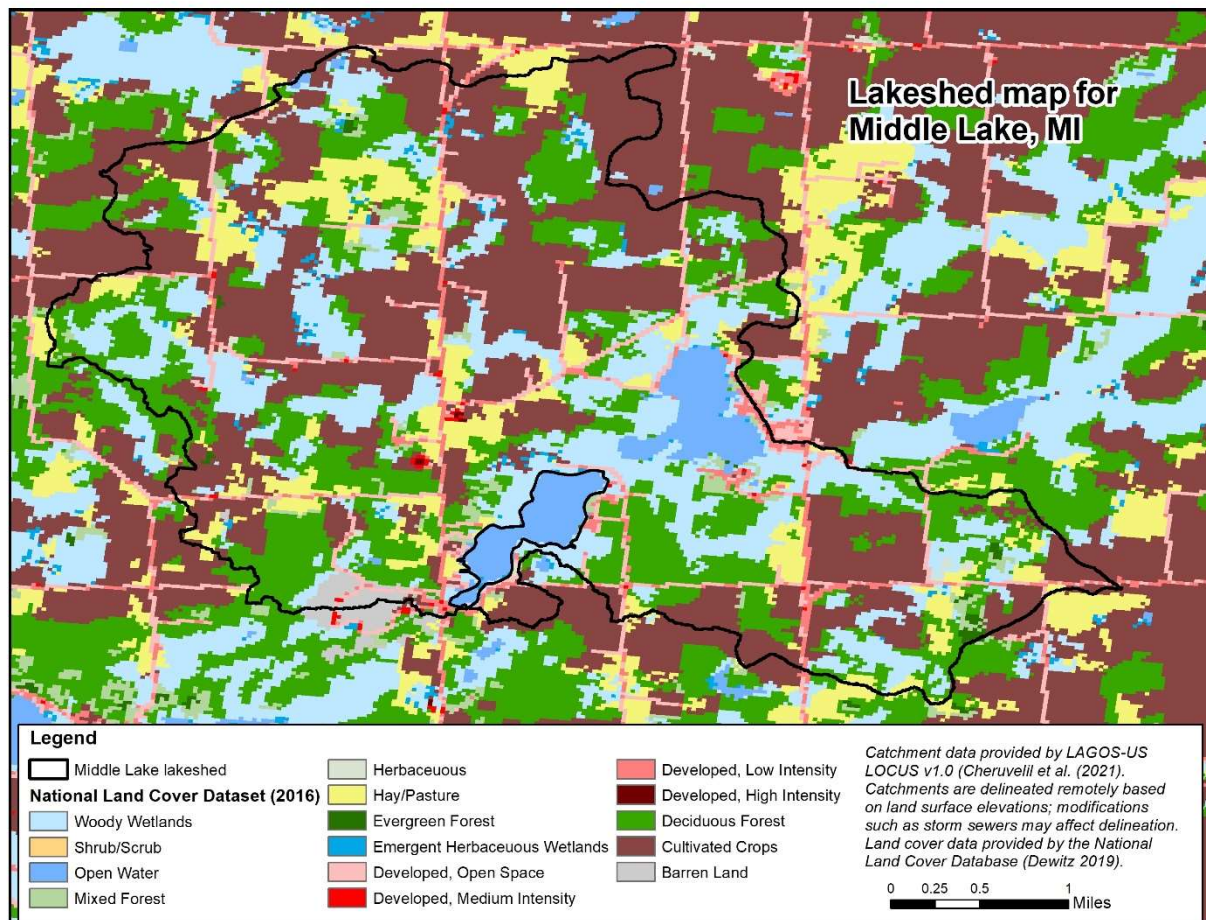 Lakeshed map for
Middle Lake, MI
Legend
Middle Lake lakeshed
National Land Cover Dataset (2016)
Woody Wetlands
Shrub/Scrub
Open Water
Mixed Forest
Herbaceuous
Hay/Pasture
Evergreen Forest
Emergent Herbaceuous Wetlands
Developed, Open Space
Developed, Medium Intensity
Developed, Low Intensity
Developed, High Intensity
Deciduous Forest
Cultivated Crops
Barren Land
Catchment data provided by LAGOS-US
LOCUS v1.0 (Cheruvelil et al. (2021).
Catchments are delineated remotely based
on land surface elevations; modifications
such as storm sewers may affect delineation.
Land cover data provided by the National
Land Cover Database (Dewitz 2019).
0 0.25 0.5 1
Miles